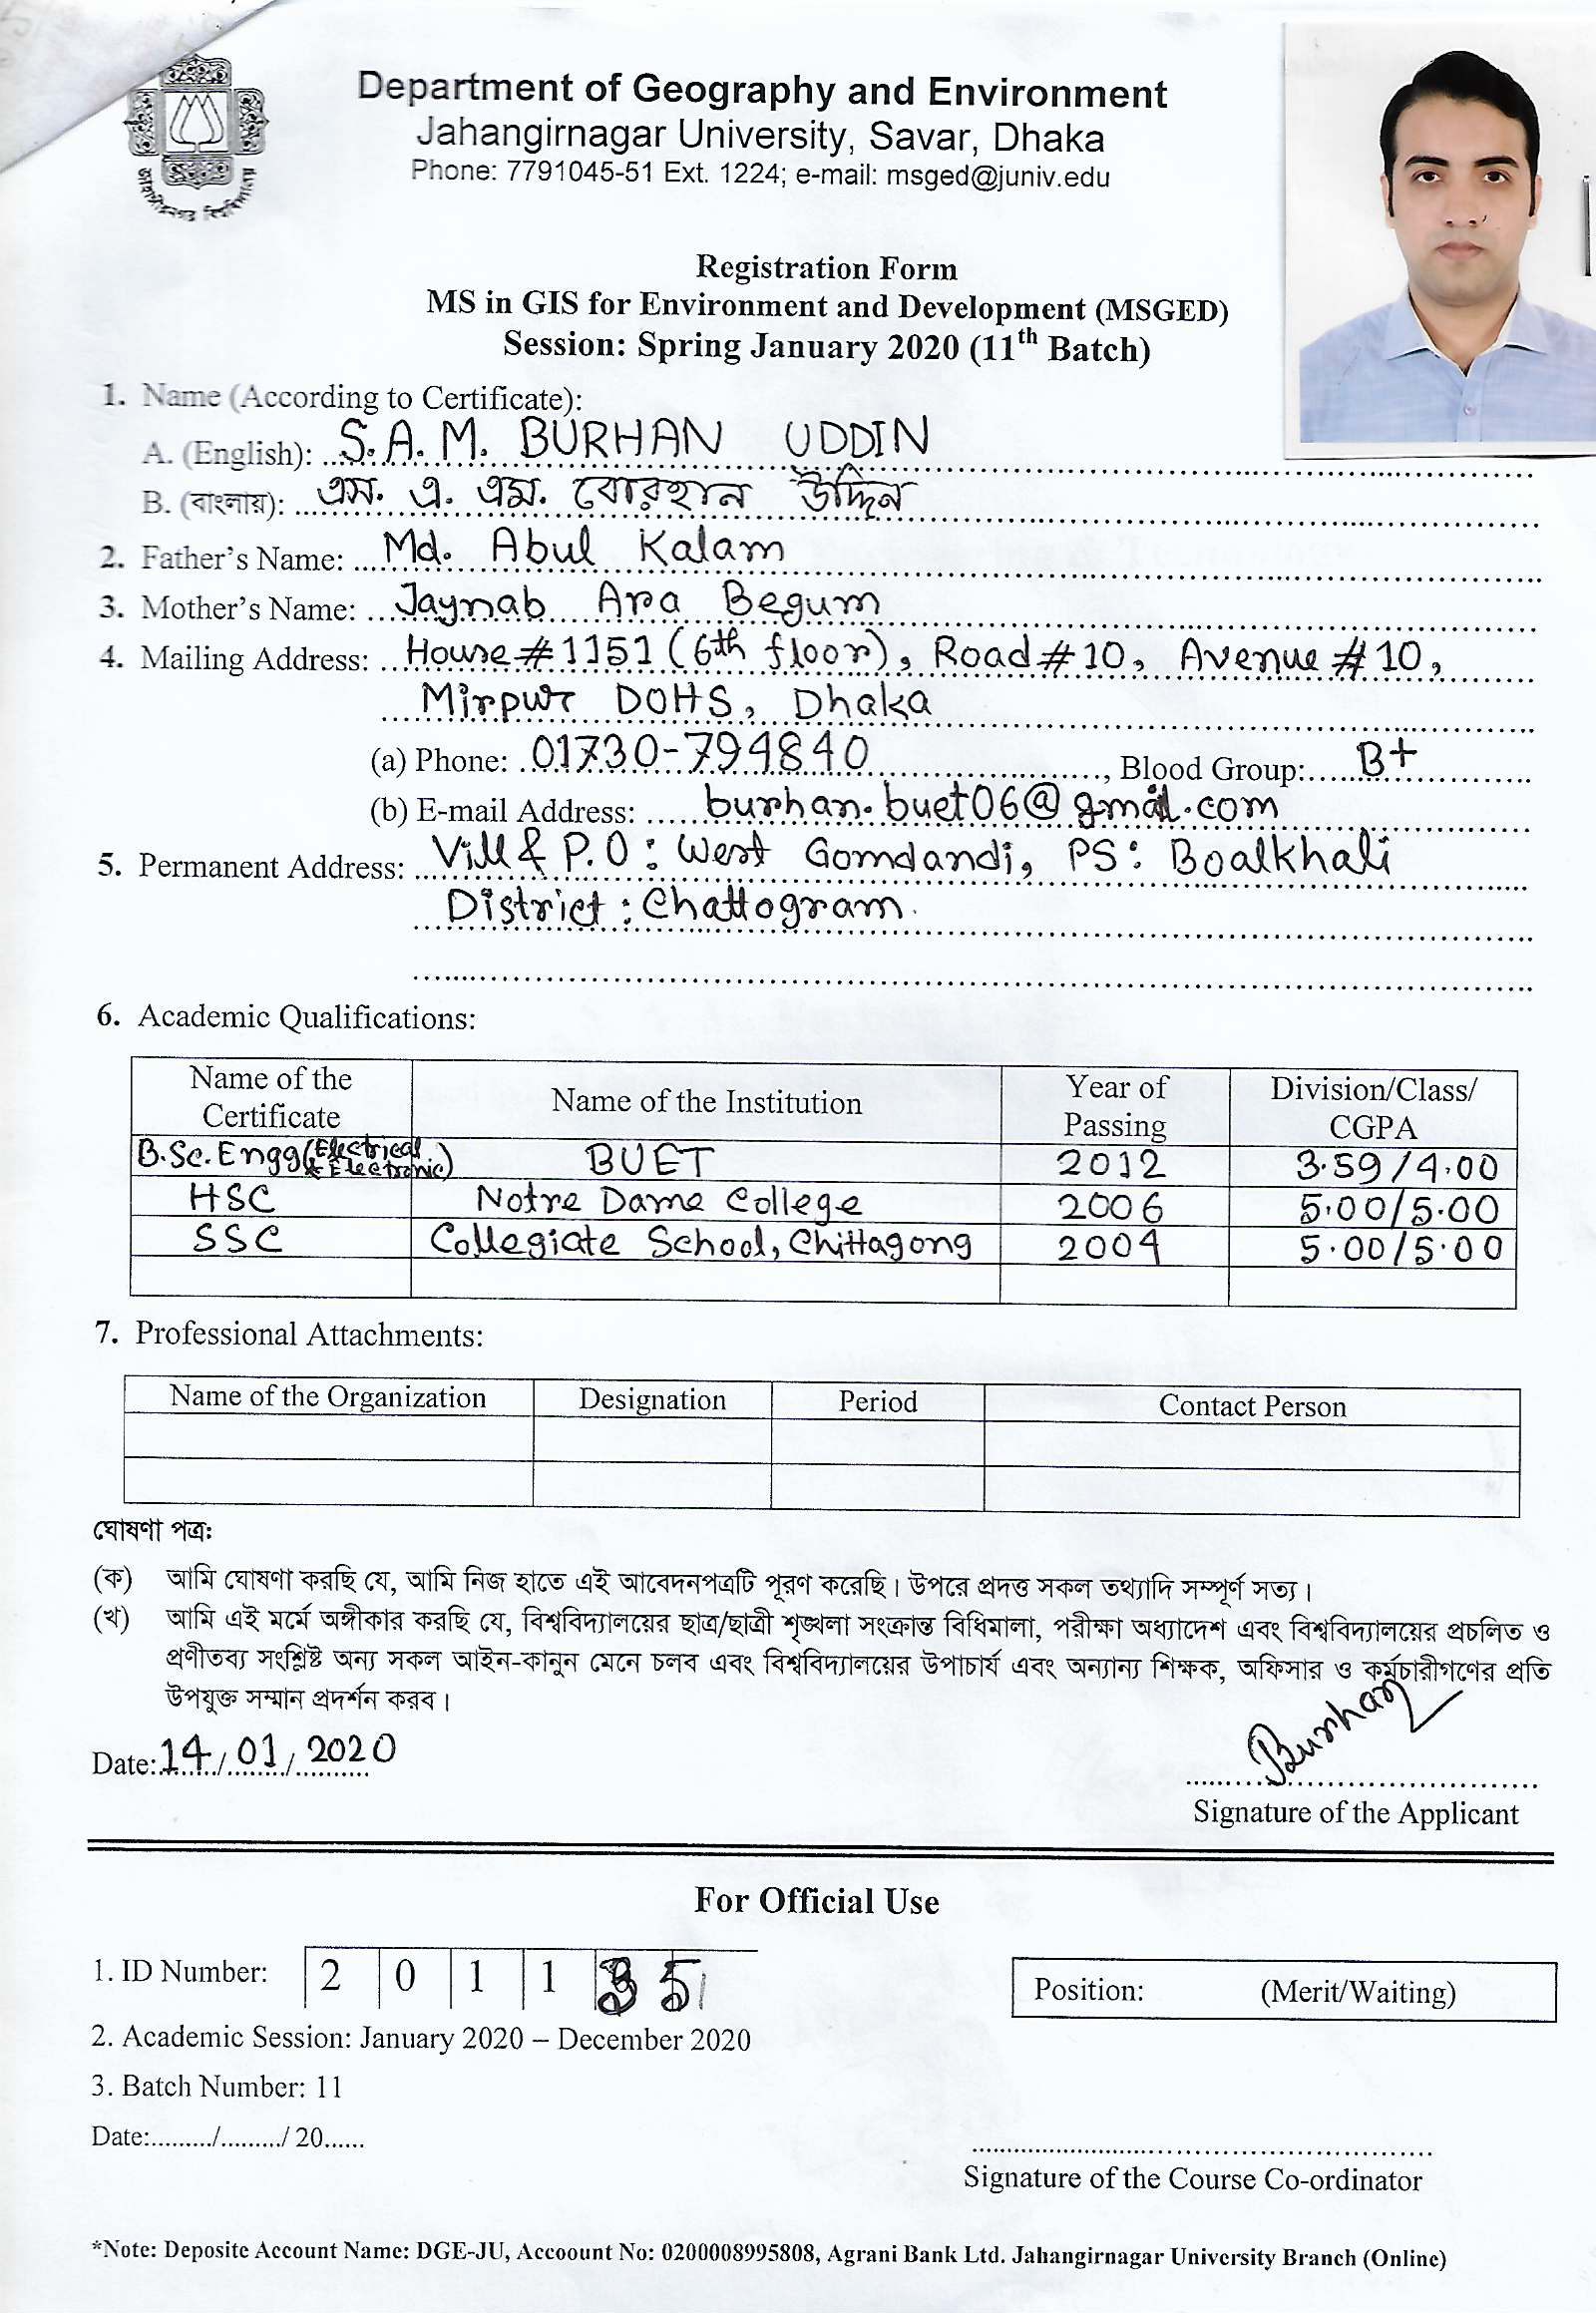 জাহাঙ্গীরনগর বিশ্ববিদ্যালয়
Department of Geography and Environment
Jahangirnagar University, Savar, Dhaka
Phone: 7791045-51 Ext. 1224; e-mail: msged@juniv.edu
Registration Form
MS in GIS for Environment and Development (MSGED)
Session: Spring January 2020 (11th Batch)
1. Name (According to Certificate):
A. (English): S.A.M. BURHAN UDDIN
B. (বাংলায়): এস. এ. এম. বোরহান উদ্দিন
2. Father's Name: Md. Abul Kalam
3. Mother's Name: Jaynab Ara Begum
4. Mailing Address: House#1151 (6th floor), Road#10, Avenue#10,
Mirpur DOHS, Dhaka
(a) Phone: 01730-794840, Blood Group: B+
(b) E-mail Address: burhan.buet06@gmail.com
5. Permanent Address: Vill & P.O: West Gomdandi, PS: Boalkhali
District: Chattogram.
6. Academic Qualifications:
Name of the Certificate Name of the Institution Year of Passing Division/Class/ CGPA
B.Sc.Engg(Electrical & Electronic) BUET 2012 3.59/4.00
HSC Notre Dame College 2006 5.00/5.00
SSC Collegiate School, Chittagong 2004 5.00/5.00
7. Professional Attachments:
Name of the Organization Designation Period Contact Person
ঘোষণা পত্র:
(ক) আমি ঘোষণা করছি যে, আমি নিজ হাতে এই আবেদনপত্রটি পূরণ করেছি। উপরে প্রদত্ত সকল তথ্যাদি সম্পূর্ণ সত্য।
(খ) আমি এই মর্মে অঙ্গীকার করছি যে, বিশ্ববিদ্যালয়ের ছাত্র/ছাত্রী শৃঙ্খলা সংক্রান্ত বিধিমালা, পরীক্ষা অধ্যাদেশ এবং বিশ্ববিদ্যালয়ের প্রচলিত ও
প্রণীতব্য সংশ্লিষ্ট অন্য সকল আইন-কানুন মেনে চলব এবং বিশ্ববিদ্যালয়ের উপাচার্য এবং অন্যান্য শিক্ষক, অফিসার ও কর্মচারীগণের প্রতি
উপযুক্ত সম্মান প্রদর্শন করব।
Burhan
Date: 14/01/2020
Signature of the Applicant
For Official Use
1. ID Number: 2 0 1 1 3 5
Position: (Merit/Waiting)
2. Academic Session: January 2020 – December 2020
3. Batch Number: 11
Date:........./........./ 20......
Signature of the Course Co-ordinator
*Note: Deposite Account Name: DGE-JU, Accoount No: 0200008995808, Agrani Bank Ltd. Jahangirnagar University Branch (Online)